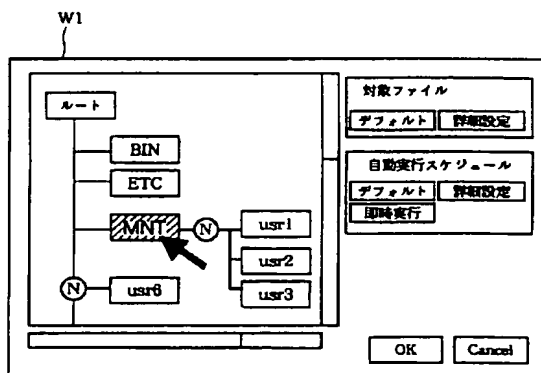 W1
ルート
BIN
ETC
MNT
N
usr1
usr2
usr3
N
usr6
対象ファイル
デフォルト 詳細設定
自動実行スケジュール
デフォルト 詳細設定
即時実行
OK Cancel